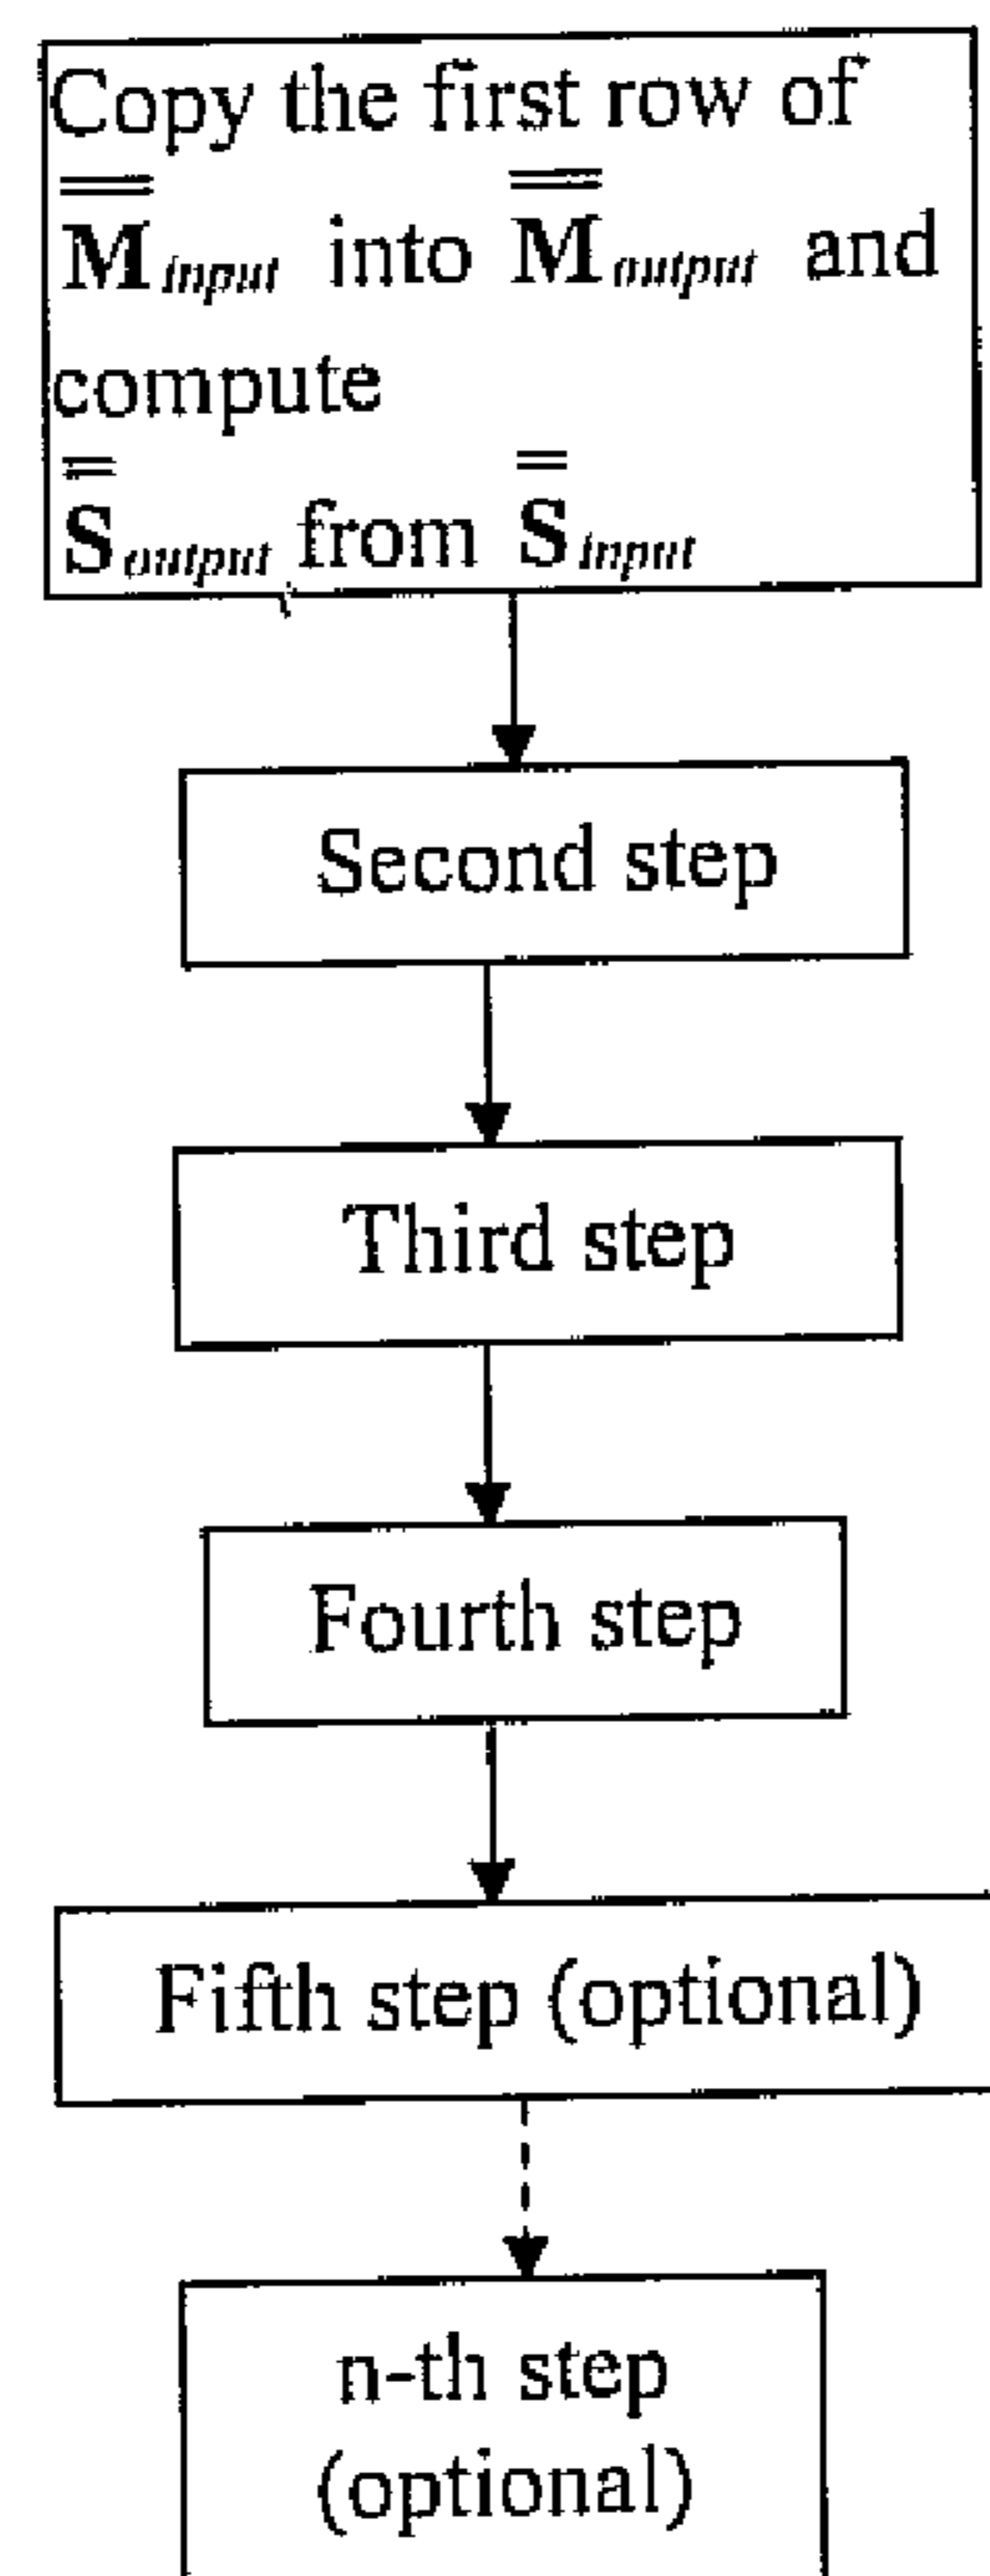 Copy the first row of
M̿ input into M̿ output and
compute
S̿ output from S̿ input
Second step
Third step
Fourth step
Fifth step (optional)
n-th step
(optional)